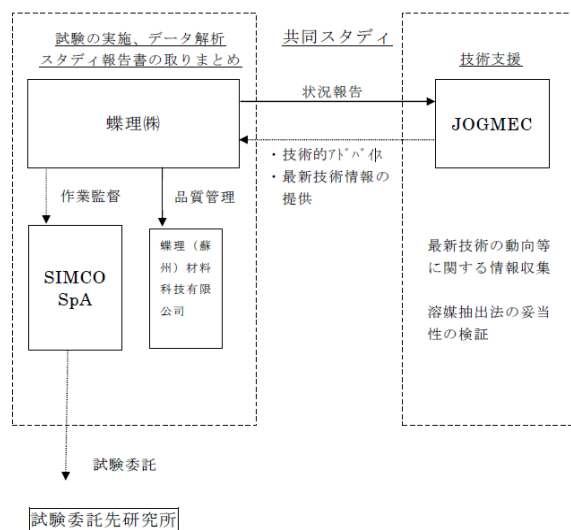 試験の実施、データ解析
スタディ報告書の取りまとめ
共同スタディ
技術支援
蝶理㈱
状況報告
JOGMEC
・技術的ｱﾄﾞﾊﾞｲｽ
・最新技術情報の
提供
作業監督
品質管理
SIMCO
SpA
蝶理（蘇
州）材料
科技有限
公司
最新技術の動向等
に関する情報収集
溶媒抽出法の妥当
性の検証
試験委託
試験委託先研究所